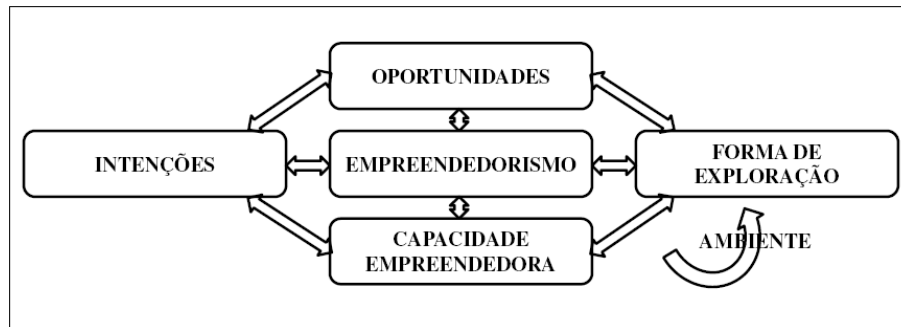 OPORTUNIDADES
INTENÇÕES
EMPREENDEDORISMO
FORMA DE
EXPLORAÇÃO
CAPACIDADE
EMPREENDEDORA
AMBIENTE